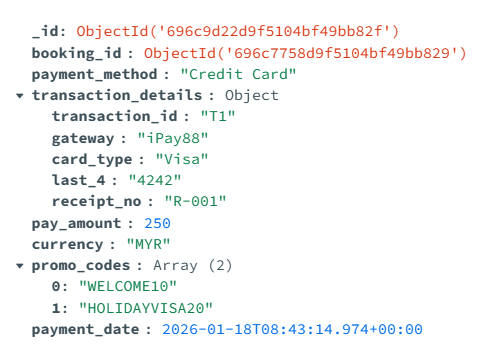 _id: ObjectId('696c9d22d9f5104bf49bb82f')
booking_id : ObjectId('696c7758d9f5104bf49bb829')
payment_method : "Credit Card"
transaction_details : Object
transaction_id : "T1"
gateway : "iPay88"
card_type : "Visa"
last_4 : "4242"
receipt_no : "R-001"
pay_amount : 250
currency : "MYR"
promo_codes : Array (2)
0: "WELCOME10"
1: "HOLIDAYVISA20"
payment_date : 2026-01-18T08:43:14.974+00:00